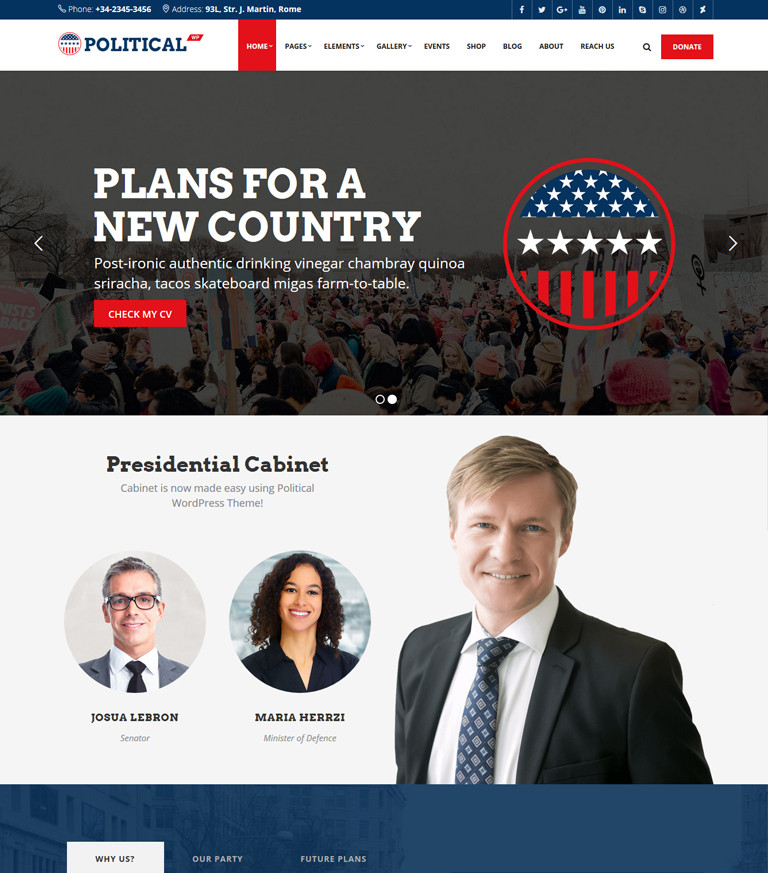 Phone: +34-2345-3456 Address: 93L, Str. J. Martin, Rome
POLITICAL WP
HOME PAGES ELEMENTS GALLERY EVENTS SHOP BLOG ABOUT REACH US DONATE
PLANS FOR A
NEW COUNTRY
Post-ironic authentic drinking vinegar chambray quinoa
sriracha, tacos skateboard migas farm-to-table.
CHECK MY CV
Presidential Cabinet
Cabinet is now made easy using Political
WordPress Theme!
JOSUA LEBRON
Senator
MARIA HERRZI
Minister of Defence
WHY US? OUR PARTY FUTURE PLANS